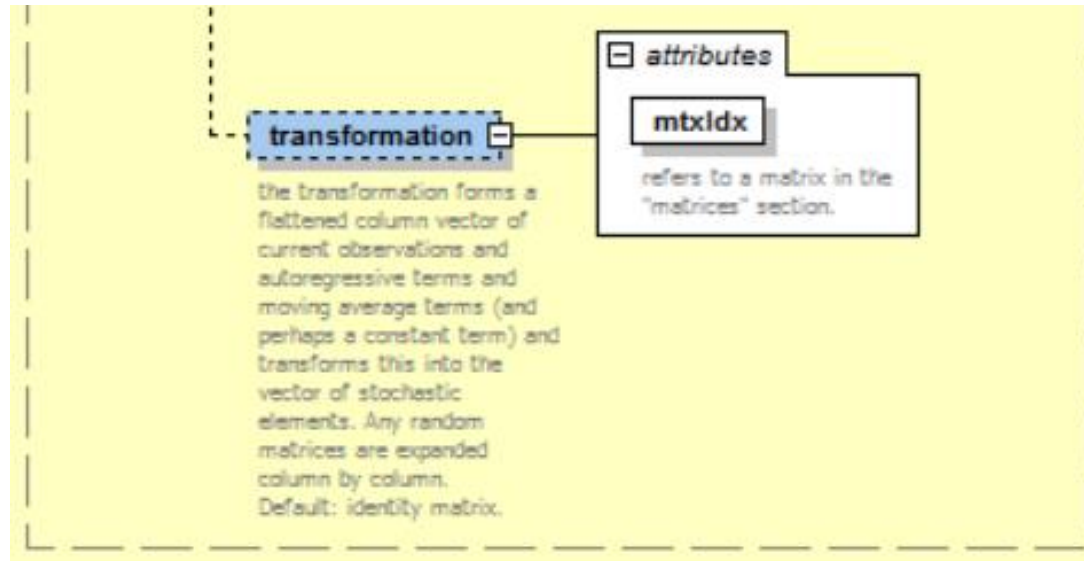 attributes
transformation
mtxIdx
refers to a matrix in the
"matrices" section.
the transformation forms a
flattened column vector of
current observations and
autoregressive terms and
moving average terms (and
perhaps a constant term) and
transforms this into the
vector of stochastic
elements. Any random
matrices are expanded
column by column.
Default: identity matrix.